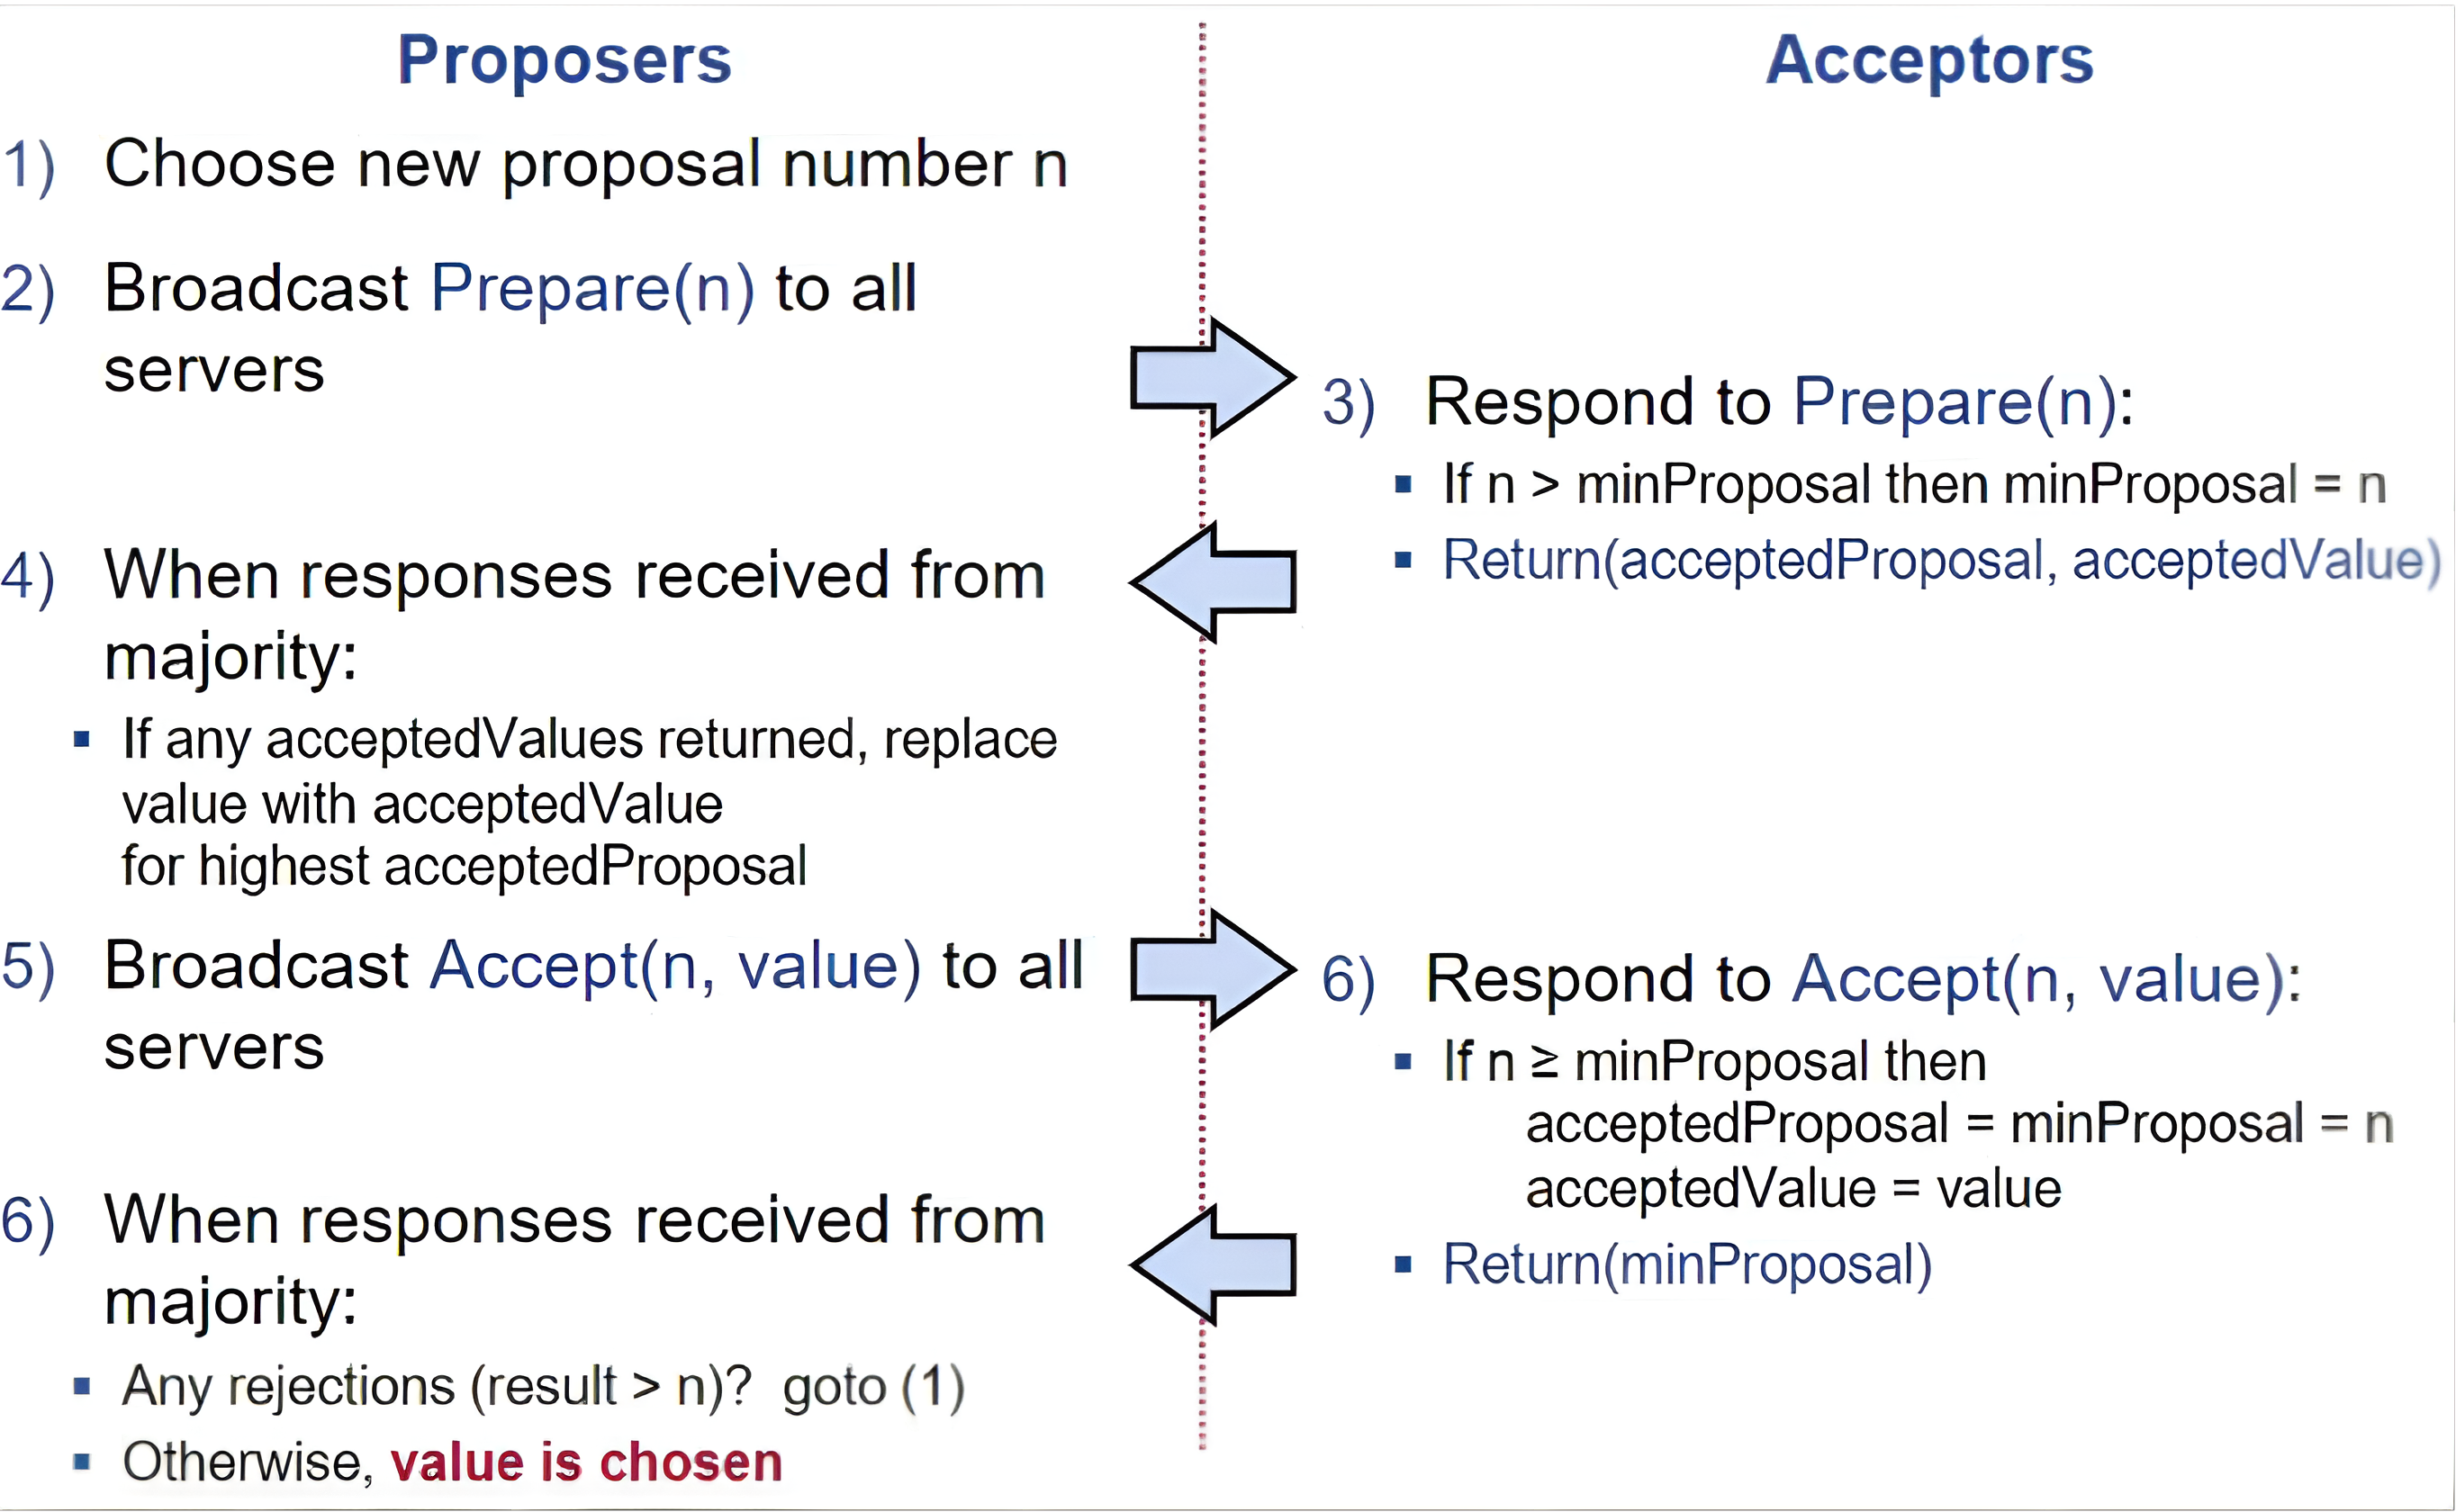 Proposers
Acceptors
1) Choose new proposal number n
2) Broadcast Prepare(n) to all
servers
3) Respond to Prepare(n):
▪ If n > minProposal then minProposal = n
▪ Return(acceptedProposal, acceptedValue)
4) When responses received from
majority:
▪ If any acceptedValues returned, replace
value with acceptedValue
for highest acceptedProposal
5) Broadcast Accept(n, value) to all
servers
6) Respond to Accept(n, value):
▪ If n ≥ minProposal then
acceptedProposal = minProposal = n
acceptedValue = value
▪ Return(minProposal)
6) When responses received from
majority:
▪ Any rejections (result > n)? goto (1)
▪ Otherwise, value is chosen